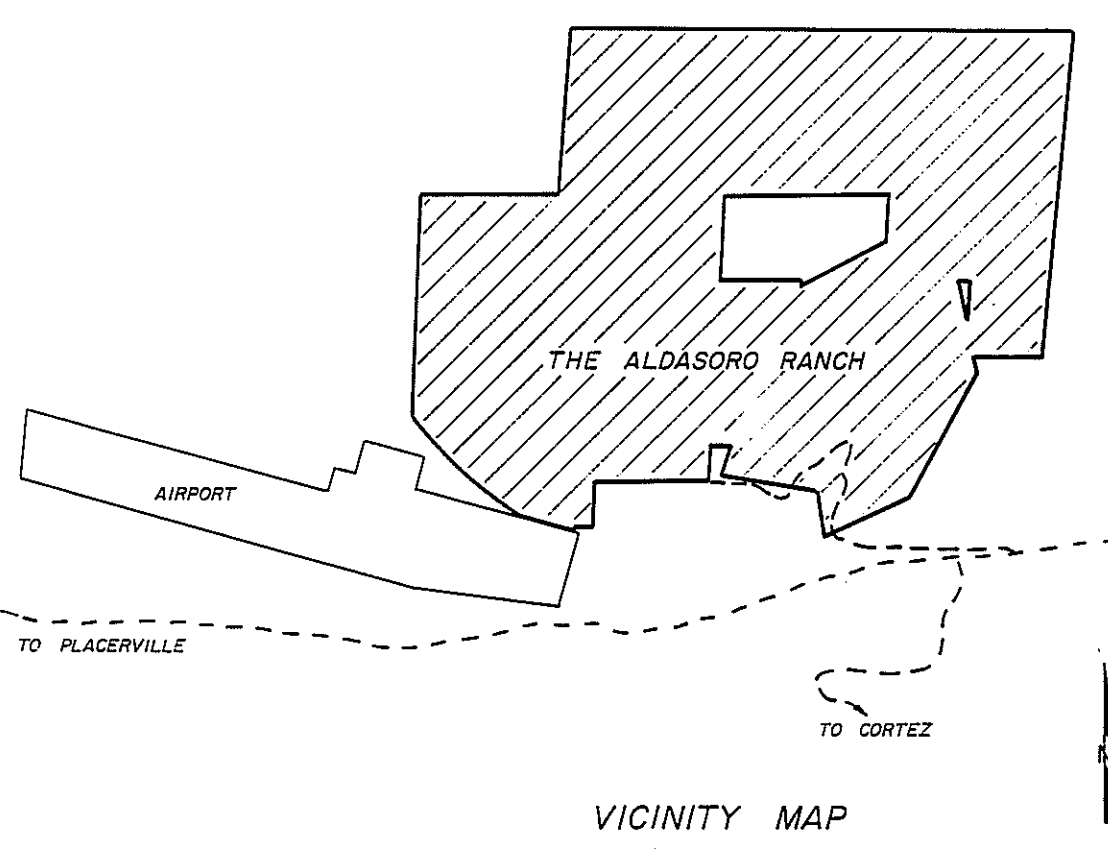 THE ALDASORO RANCH
AIRPORT
TO PLACERVILLE
TO CORTEZ
VICINITY MAP